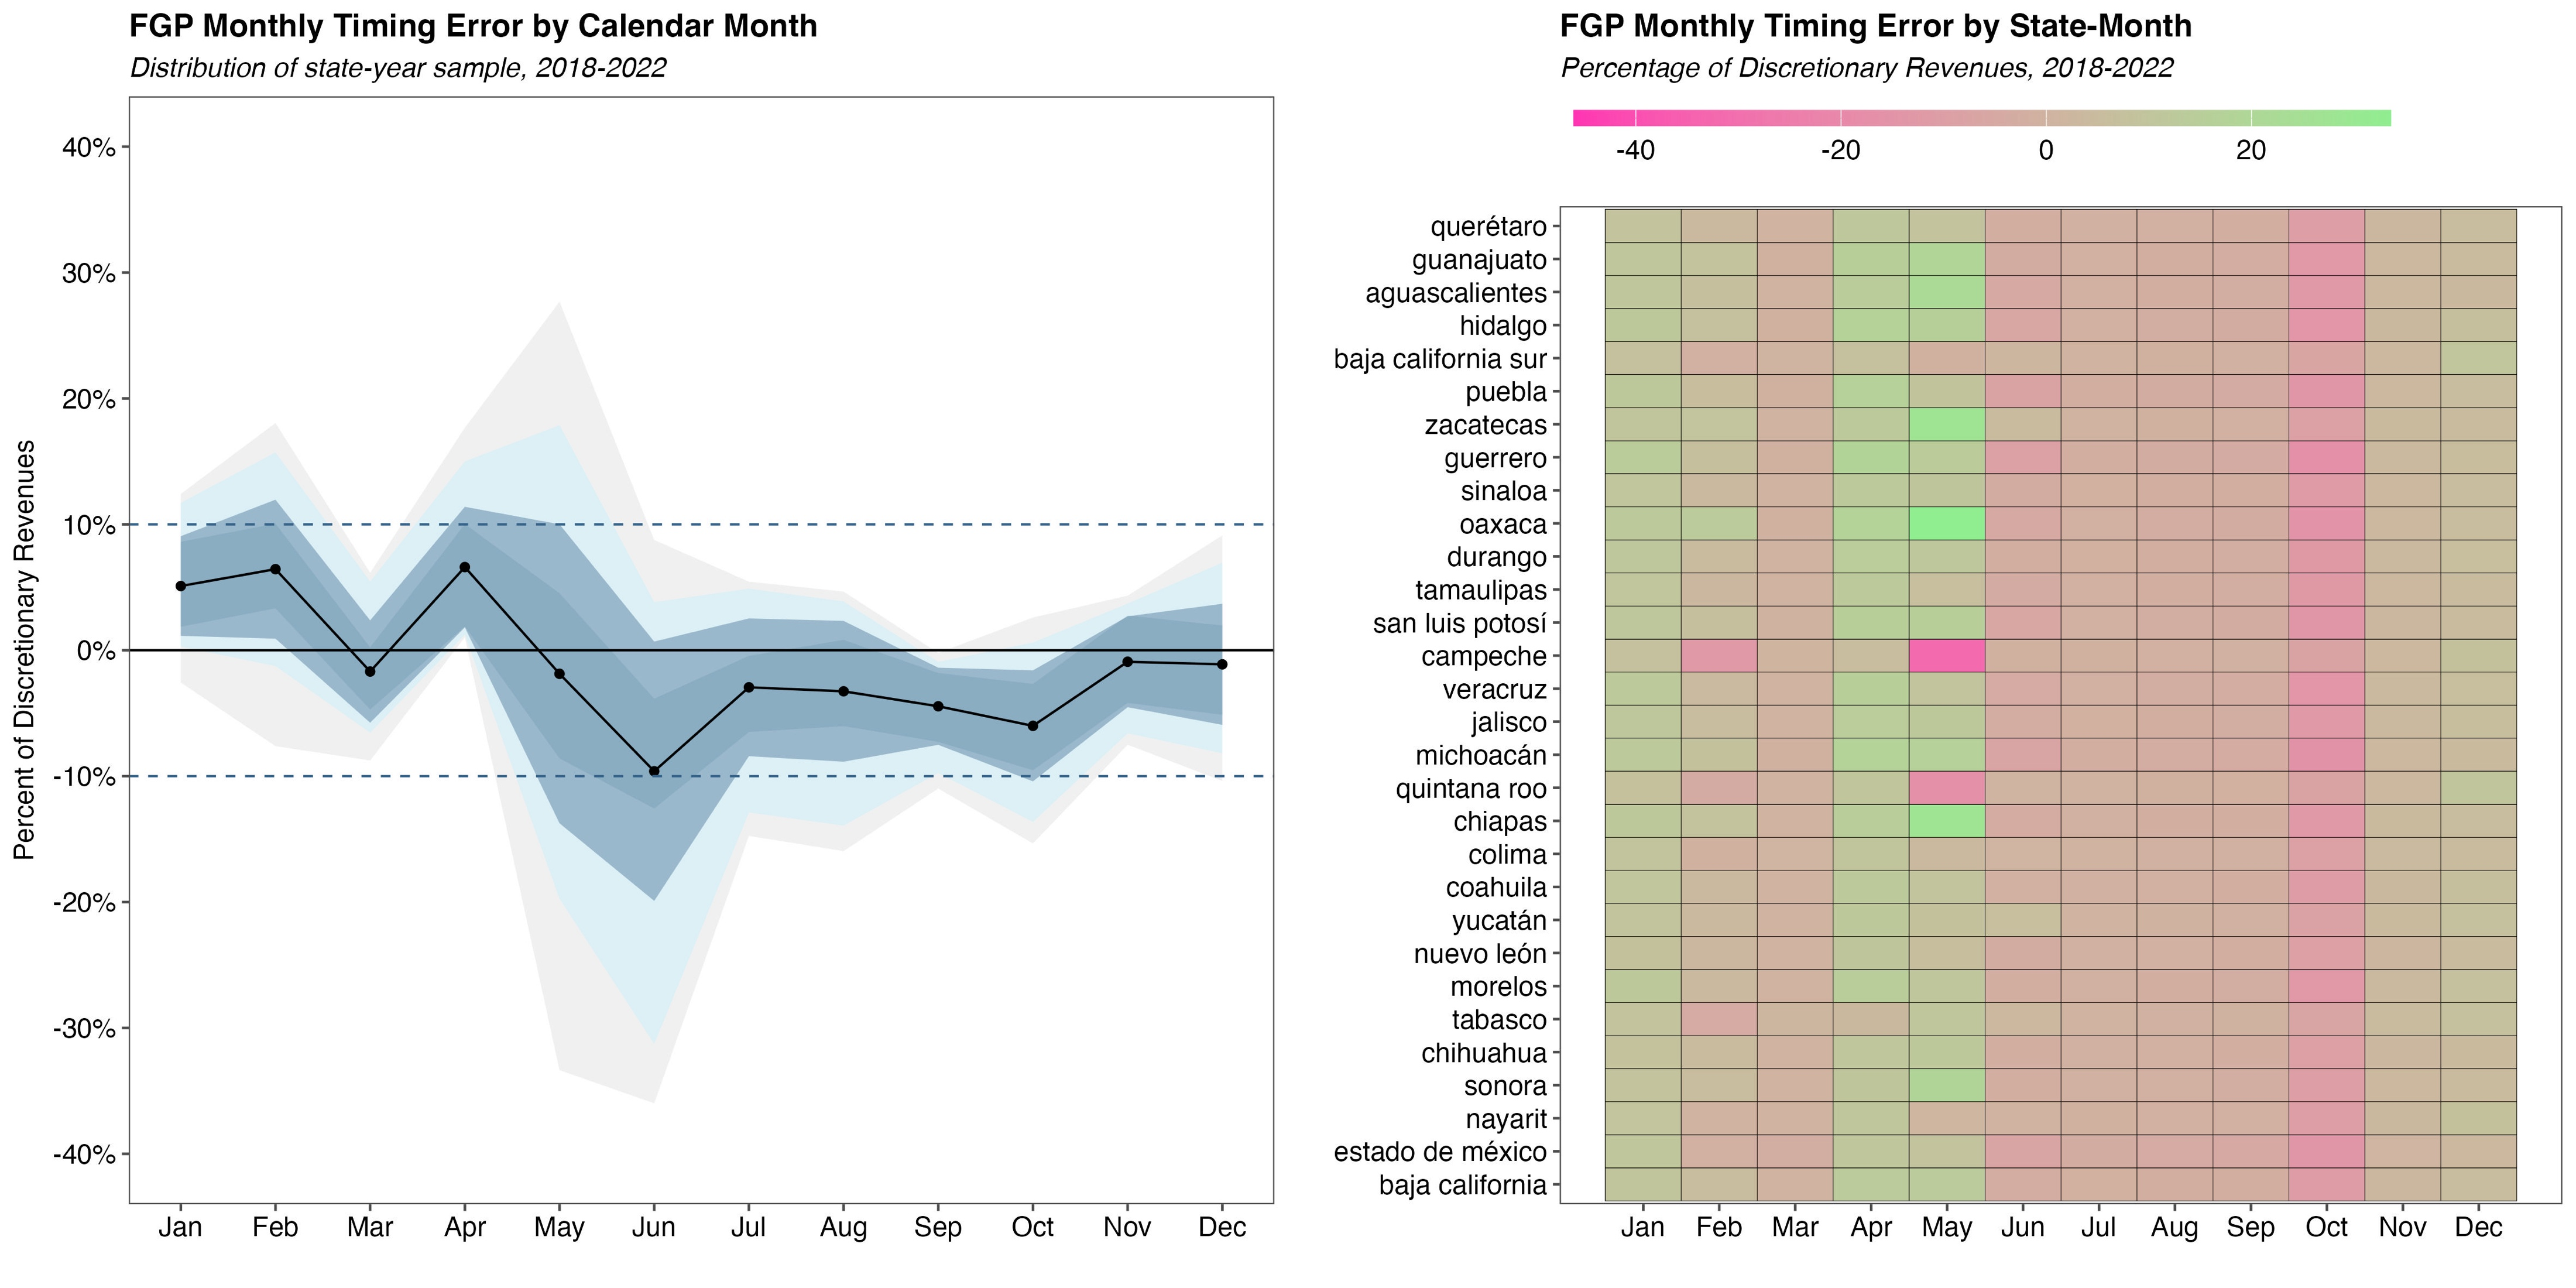 FGP Monthly Timing Error by Calendar Month
Distribution of state-year sample, 2018-2022
Percent of Discretionary Revenues
40%
30%
20%
10%
0%
-10%
-20%
-30%
-40%
Jan Feb Mar Apr May Jun Jul Aug Sep Oct Nov Dec
FGP Monthly Timing Error by State-Month
Percentage of Discretionary Revenues, 2018-2022
-40 -20 0 20
querétaro
guanajuato
aguascalientes
hidalgo
baja california sur
puebla
zacatecas
guerrero
sinaloa
oaxaca
durango
tamaulipas
san luis potosí
campeche
veracruz
jalisco
michoacán
quintana roo
chiapas
colima
coahuila
yucatán
nuevo león
morelos
tabasco
chihuahua
sonora
nayarit
estado de méxico
baja california
Jan Feb Mar Apr May Jun Jul Aug Sep Oct Nov Dec